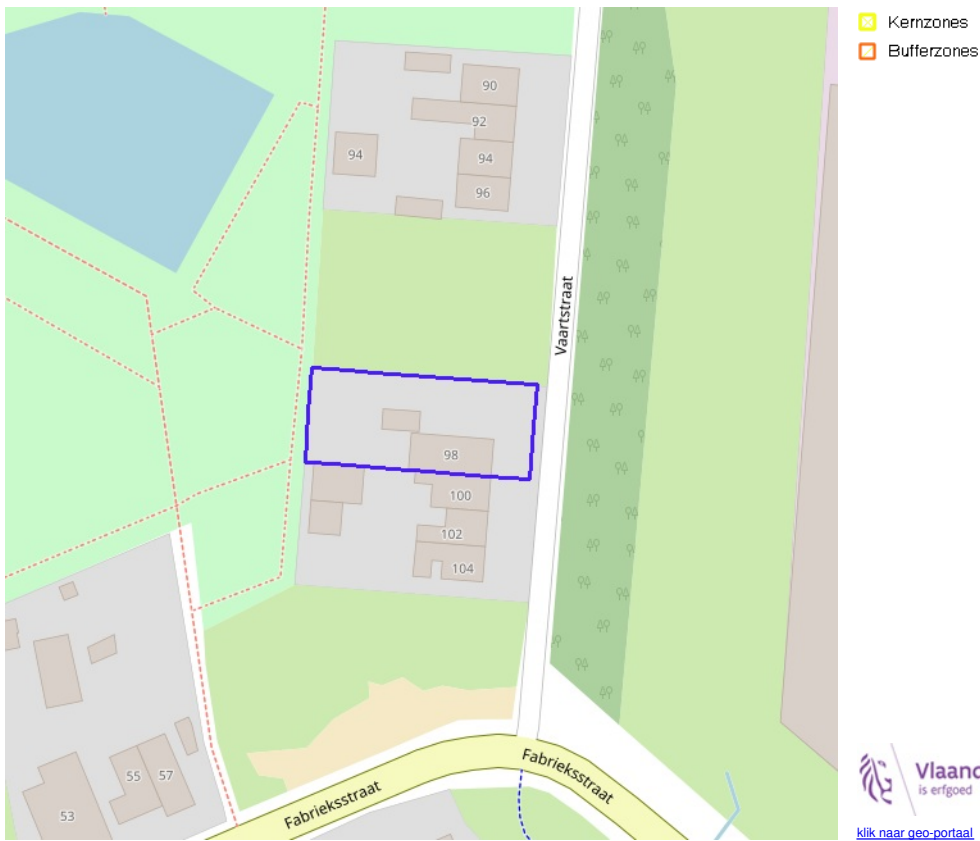 Kernzones
Bufferzones
90
92
94
94
96
Vaartstraat
98
100
102
104
55
57
53
Fabrieksstraat
Fabrieksstraat
is erfgoed
klik naar geo-portaal